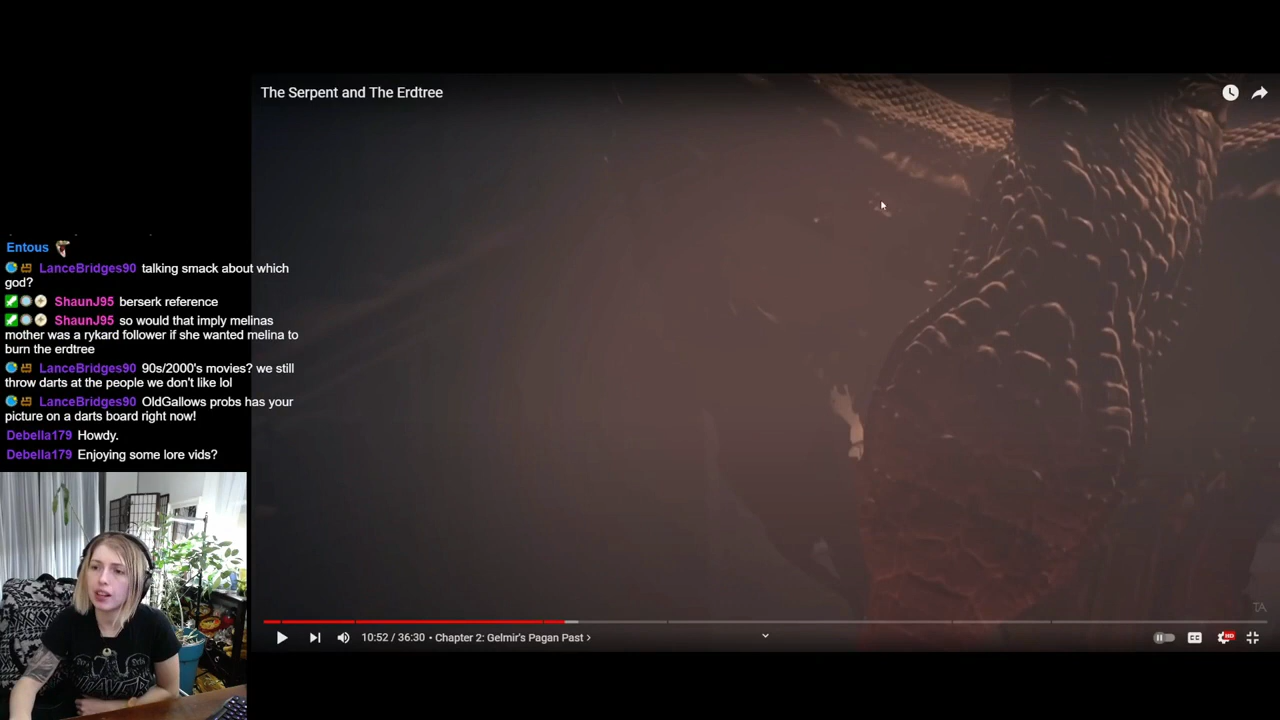 The Serpent and The Erdtree
Entous
LanceBridges90 talking smack about which
god?
ShaunJ95 berserk reference
ShaunJ95 so would that imply melinas
mother was a rykard follower if she wanted melina to
burn the erdtree
LanceBridges90 90s/2000's movies? we still
throw darts at the people we don't like lol
LanceBridges90 OldGallows probs has your
picture on a darts board right now!
Debella179 Howdy.
Debella179 Enjoying some lore vids?
TA
10:52 / 36:30 • Chapter 2: Gelmir's Pagan Past ›
CC
HD